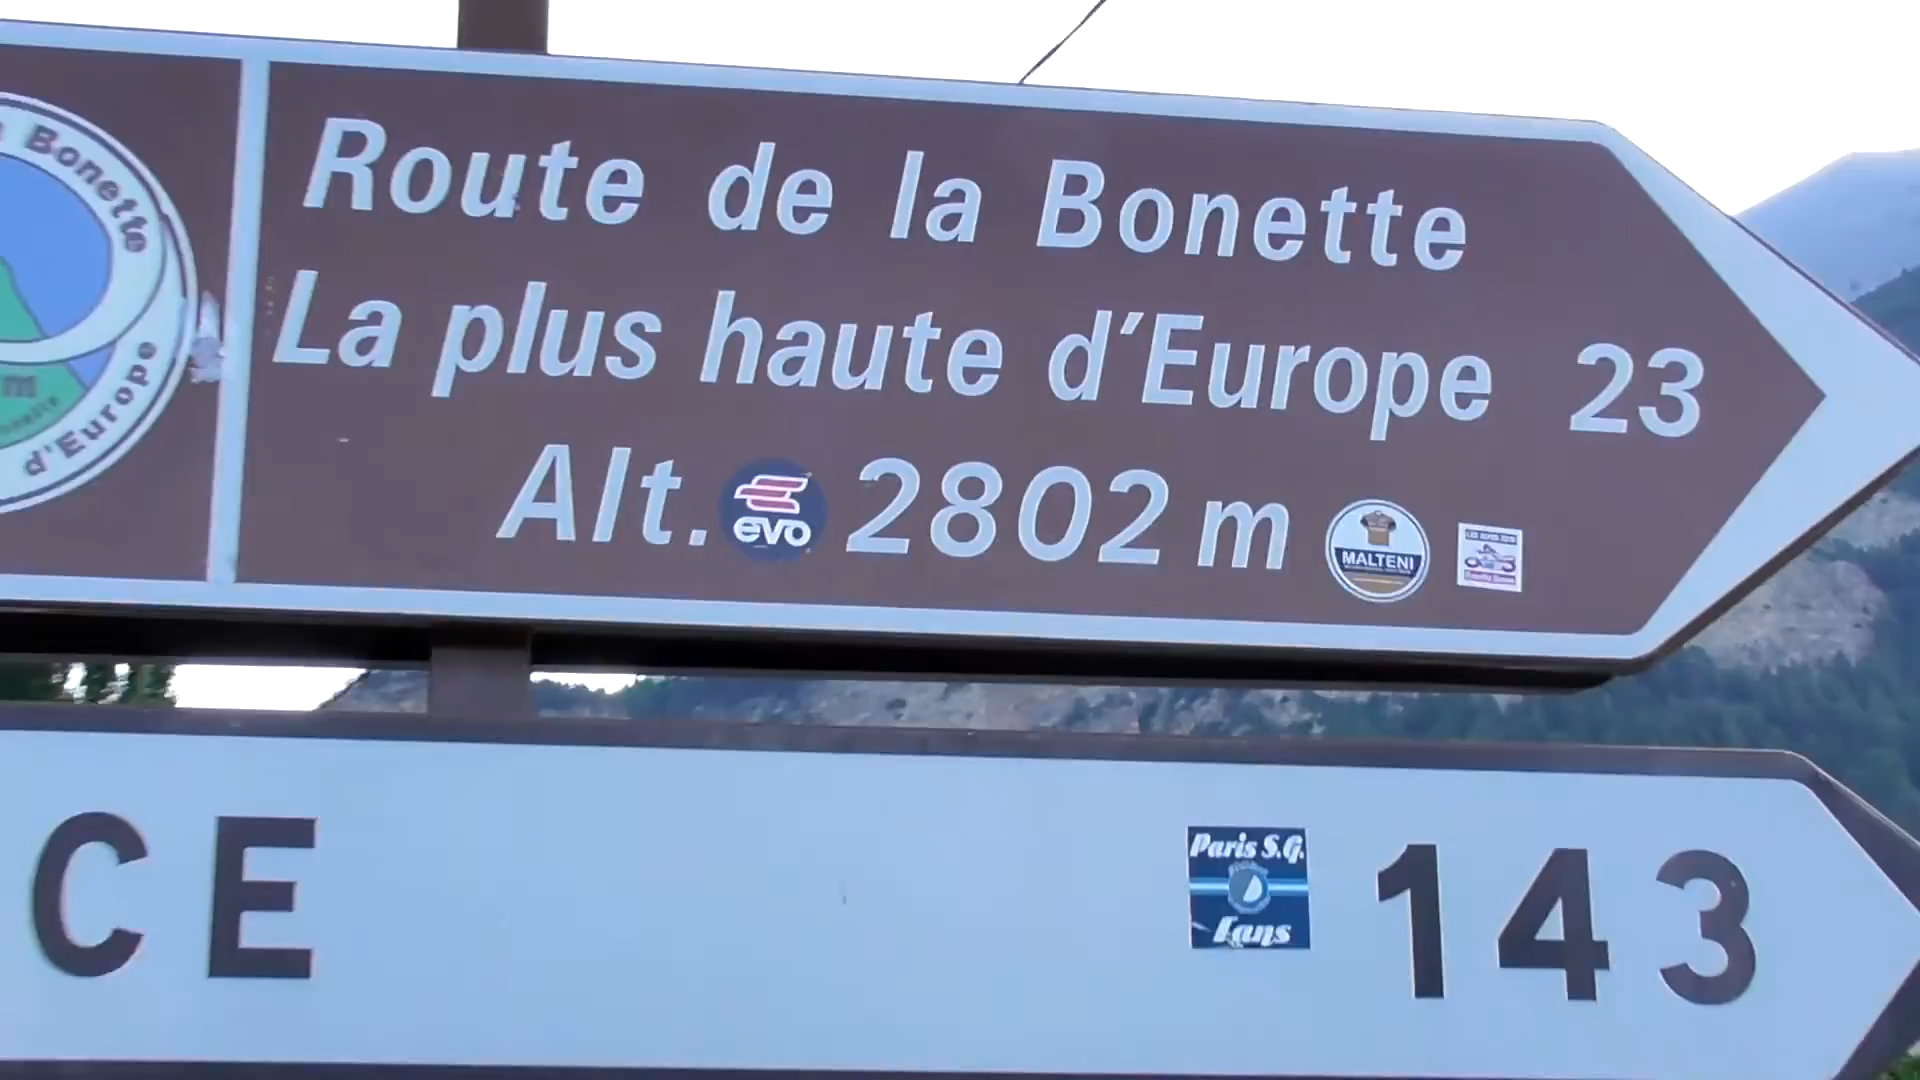 Bonette
d'Europe
m
Route de la Bonette
La plus haute d'Europe 23
Alt. 2802 m
evo
MALTENI
CE 143
Paris S.G.
Fans